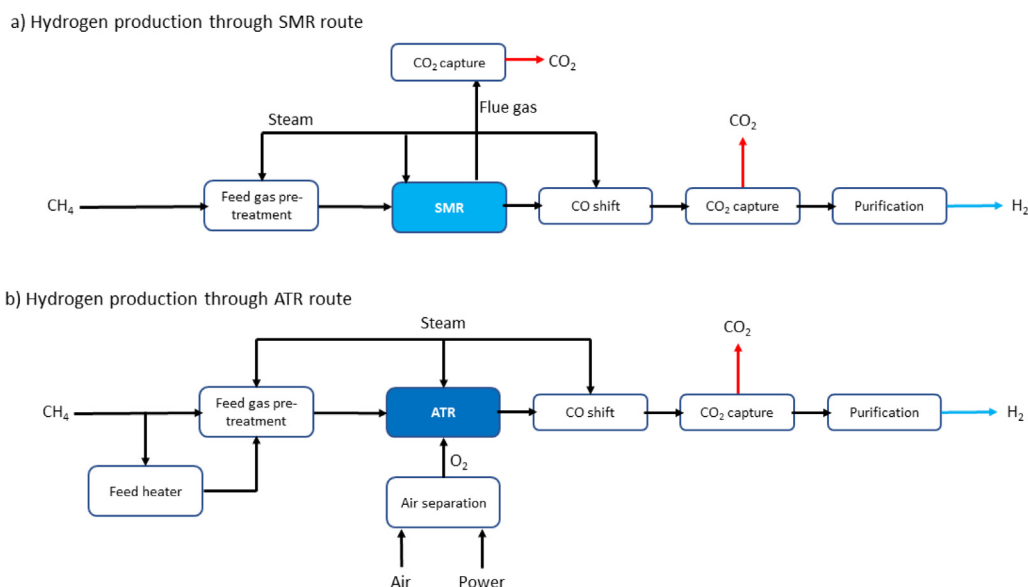 a) Hydrogen production through SMR route
CO₂ capture
CO₂
Flue gas
Steam
CO₂
CH₄
Feed gas pre-
treatment
SMR
CO shift
CO₂ capture
Purification
H₂
b) Hydrogen production through ATR route
Steam
CO₂
CH₄
Feed gas pre-
treatment
ATR
CO shift
CO₂ capture
Purification
H₂
O₂
Feed heater
Air separation
Air
Power